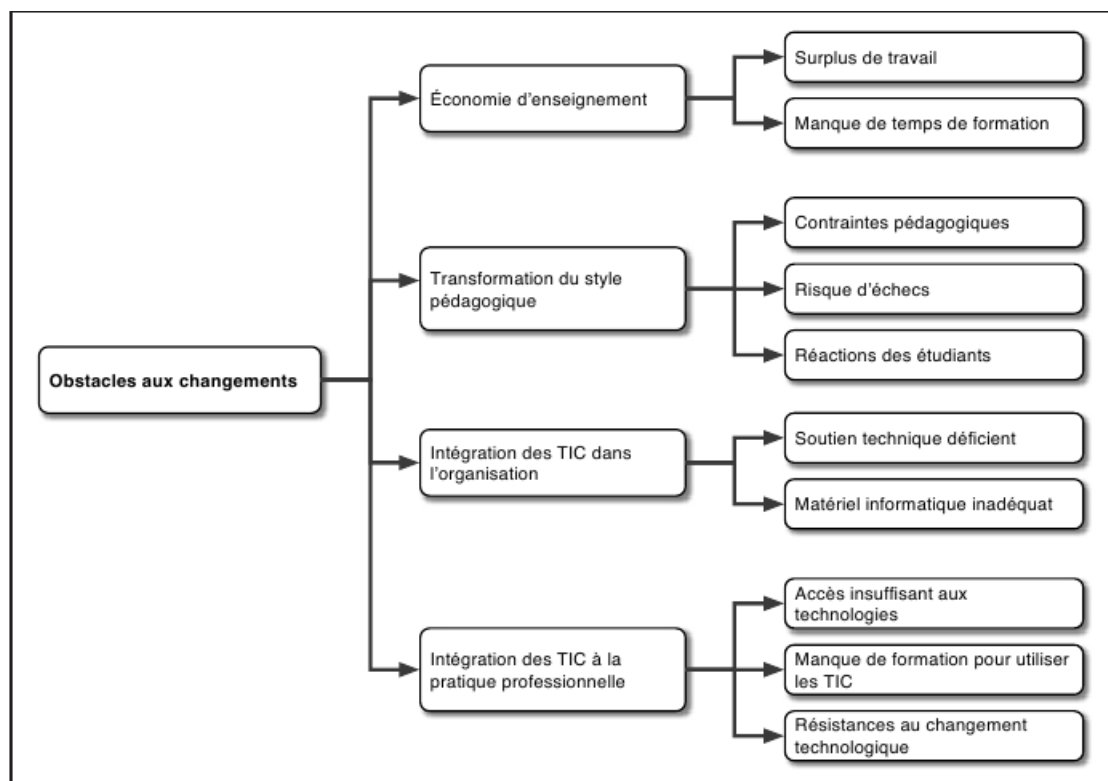 Obstacles aux changements
Économie d'enseignement
Surplus de travail
Manque de temps de formation
Transformation du style
pédagogique
Contraintes pédagogiques
Risque d'échecs
Réactions des étudiants
Intégration des TIC dans
l'organisation
Soutien technique déficient
Matériel informatique inadéquat
Intégration des TIC à la
pratique professionnelle
Accès insuffisant aux
technologies
Manque de formation pour utiliser
les TIC
Résistances au changement
technologique